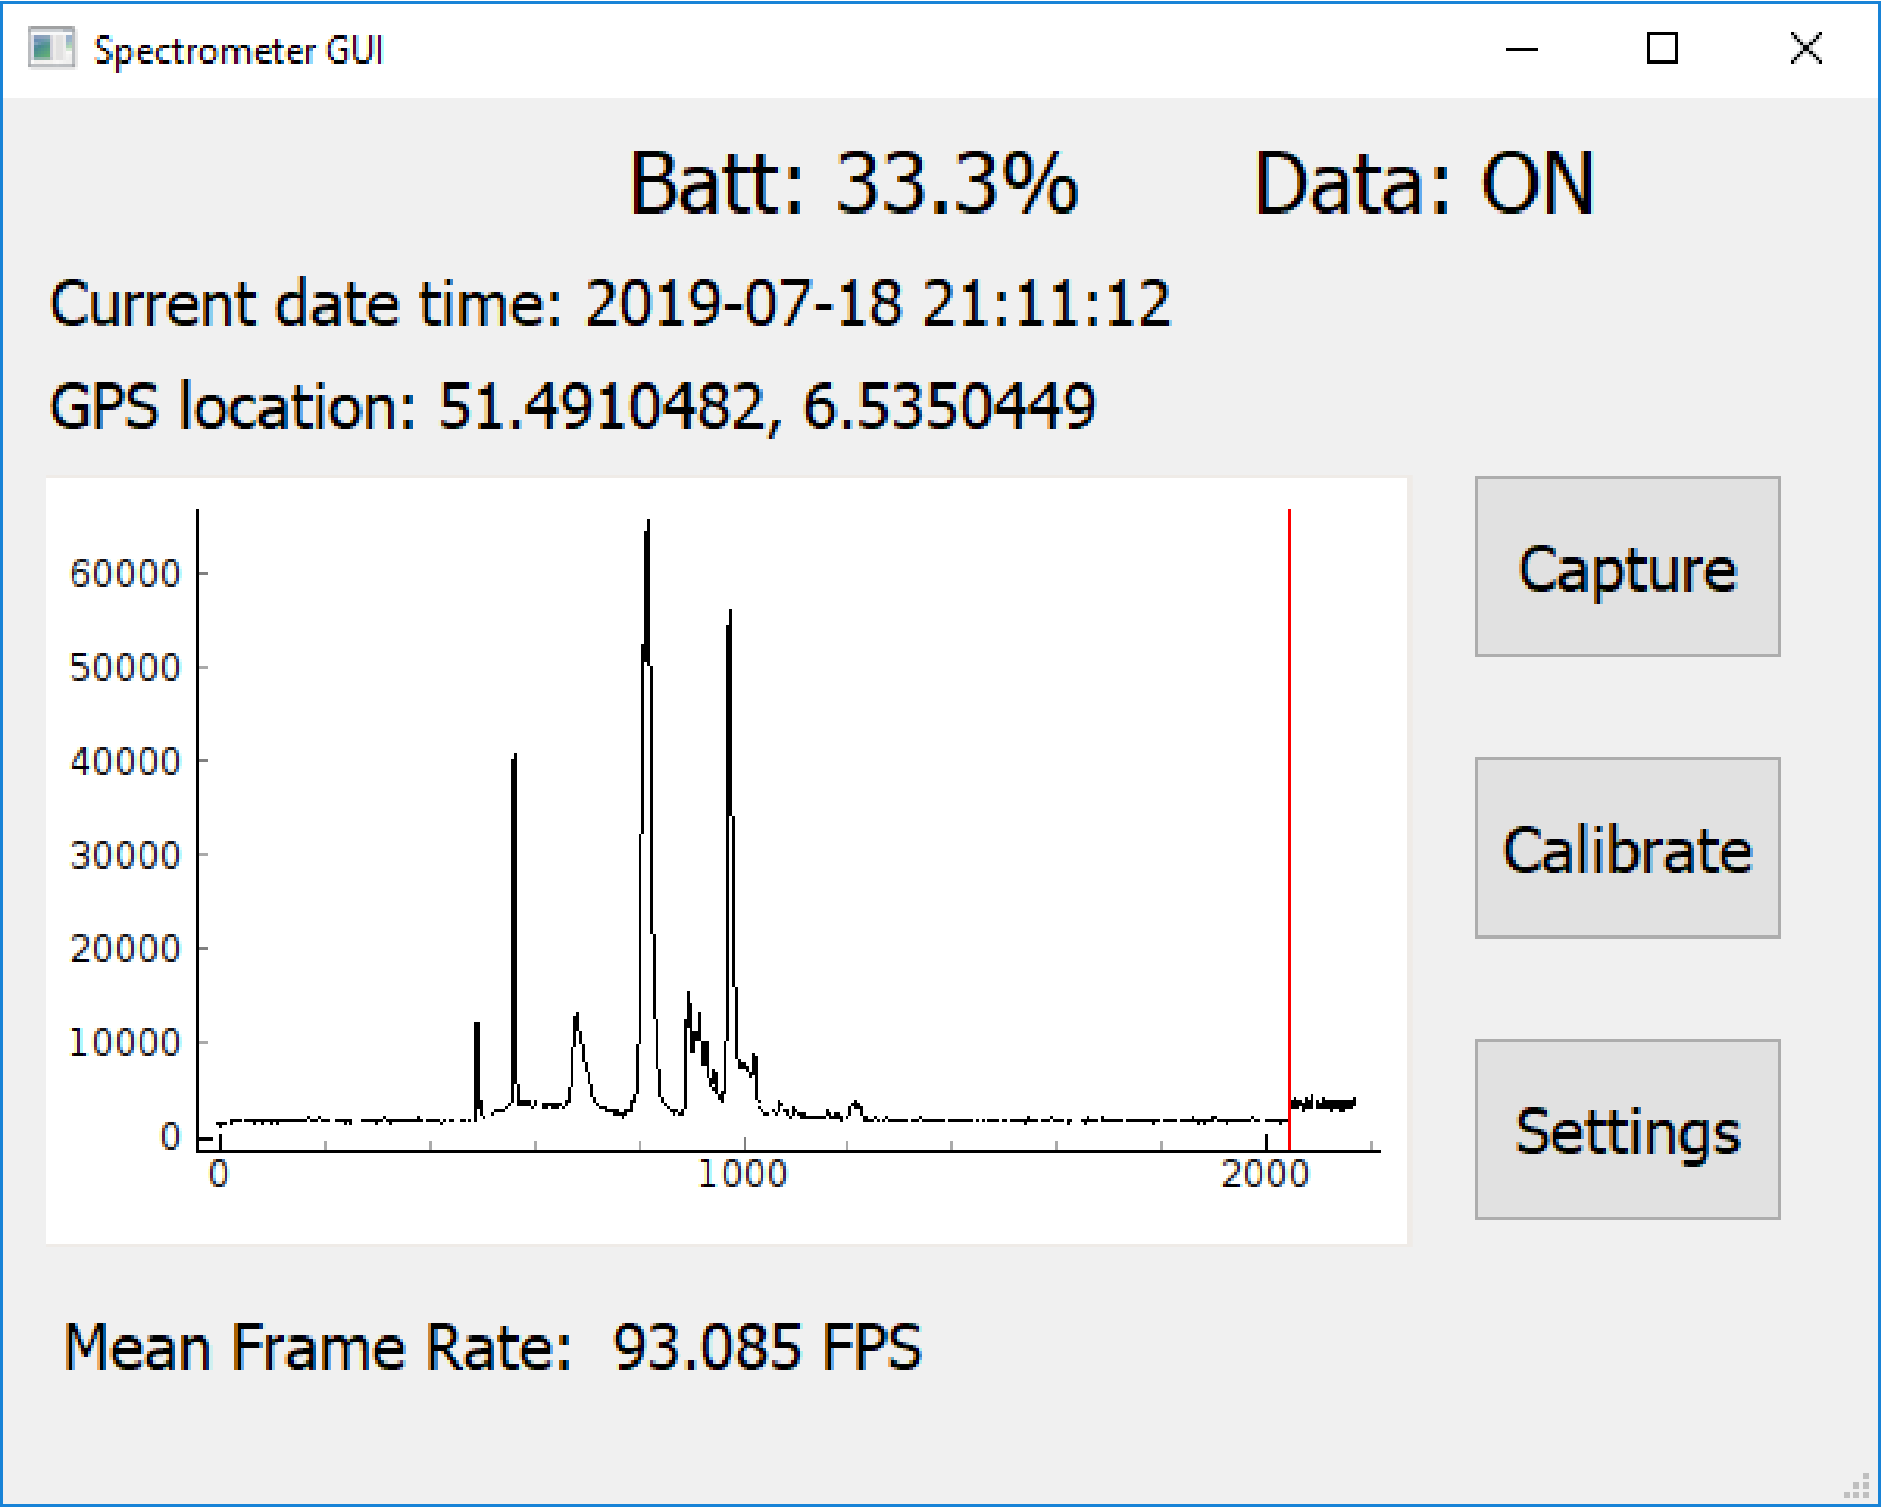 Spectrometer GUI
Batt: 33.3% Data: ON
Current date time: 2019-07-18 21:11:12
GPS location: 51.4910482, 6.5350449
60000
50000
40000
30000
20000
10000
0
0 1000 2000
Capture
Calibrate
Settings
Mean Frame Rate: 93.085 FPS